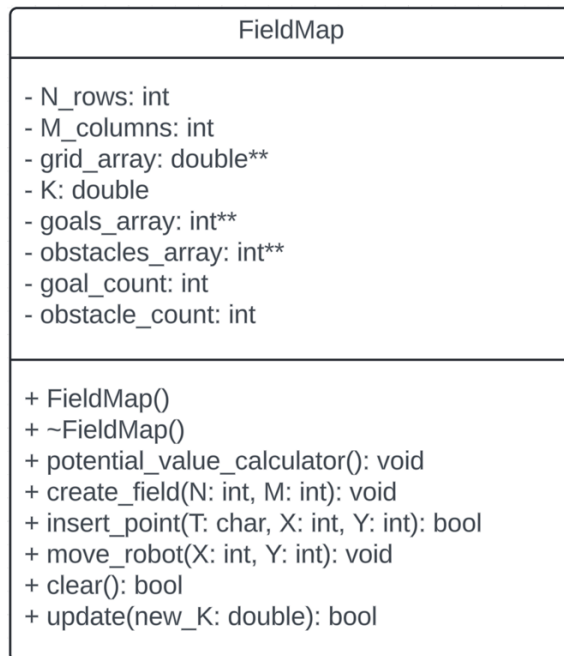 FieldMap
- N_rows: int
- M_columns: int
- grid_array: double**
- K: double
- goals_array: int**
- obstacles_array: int**
- goal_count: int
- obstacle_count: int
+ FieldMap()
+ ~FieldMap()
+ potential_value_calculator(): void
+ create_field(N: int, M: int): void
+ insert_point(T: char, X: int, Y: int): bool
+ move_robot(X: int, Y: int): void
+ clear(): bool
+ update(new_K: double): bool